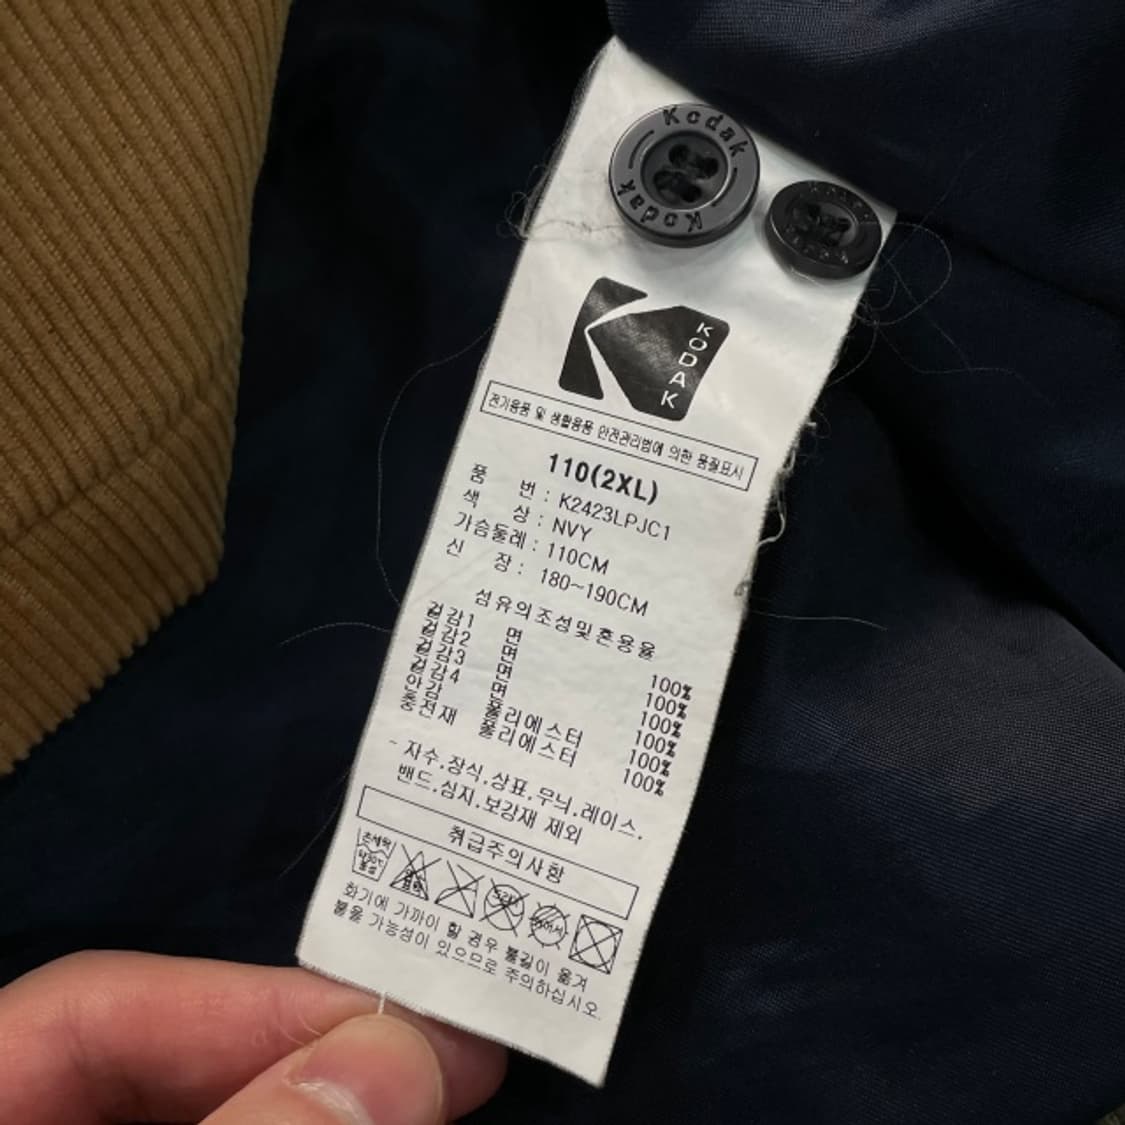 Kodak
Kodak
KODAK
전기용품 및 생활용품 안전관리법에 의한 품질표시
110(2XL)
품 번 : K2423LPJC1
색 상 : NVY
가슴둘레 : 110CM
신 장 : 180~190CM
섬유의조성및혼용율
겉감1 면 100%
겉감2 면 100%
겉감3 면 100%
겉감4 면 100%
안감 폴리에스터 100%
충전재 폴리에스터 100%
- 자수.장식.상표.무늬.레이스.
밴드.심지.보강재 제외
취급주의사항
화기에 가까이 할 경우 불길이 옮겨
붙을 가능성이 있으므로 주의하십시오.